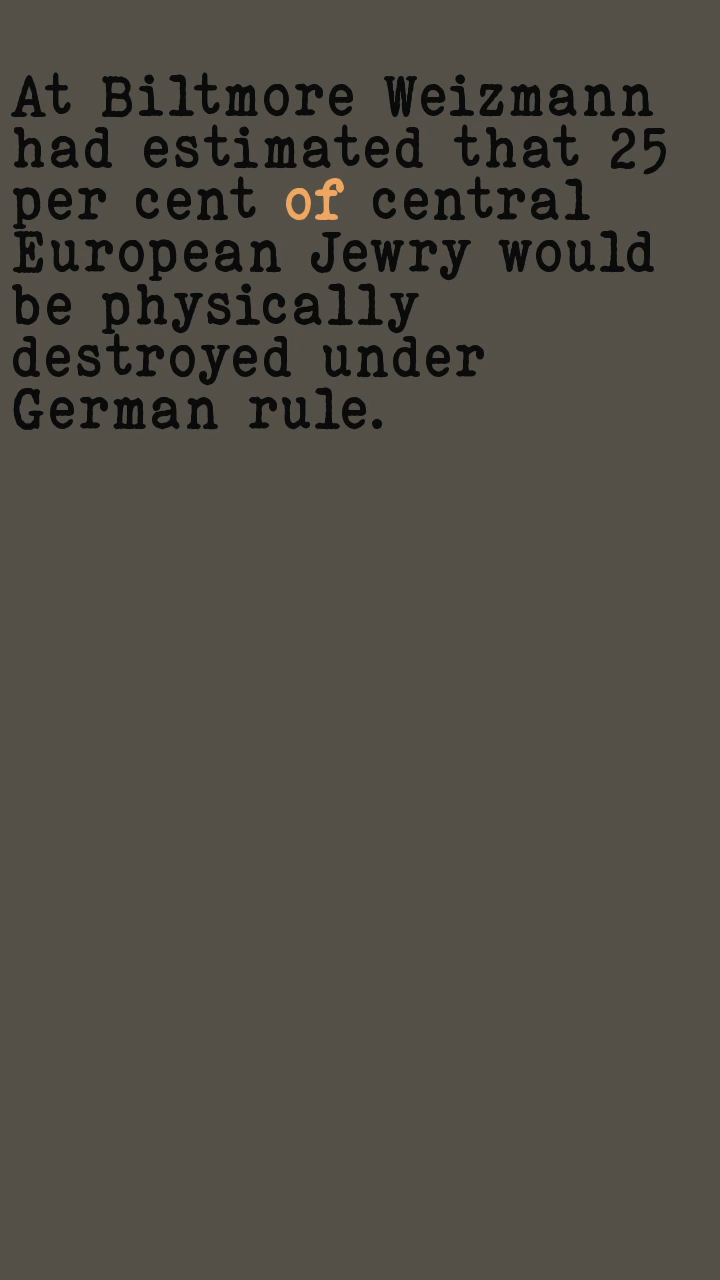 At Biltmore Weizmann
had estimated that 25
per cent of central
European Jewry would
be physically
destroyed under
German rule.